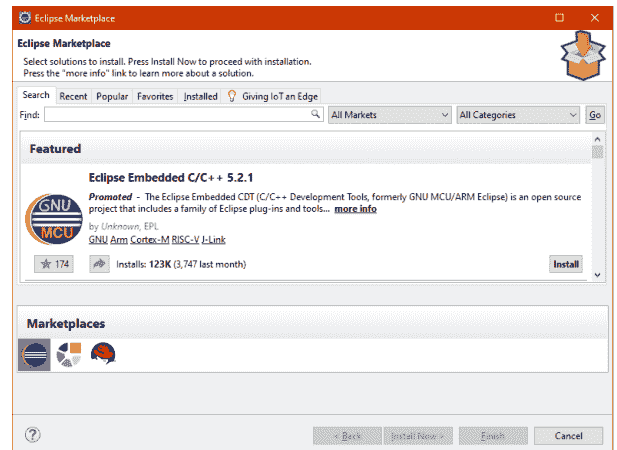 Eclipse Marketplace
Eclipse Marketplace
Select solutions to install. Press Install Now to proceed with installation.
Press the "more info" link to learn more about a solution.
Search Recent Popular Favorites Installed Giving IoT an Edge
Find: All Markets All Categories Go
Featured
Eclipse Embedded C/C++ 5.2.1
Promoted - The Eclipse Embedded CDT (C/C++ Development Tools, formerly GNU MCU/ARM Eclipse) is an open source
project that includes a family of Eclipse plug-ins and tools... more info
GNU
MCU
by Unknown, EPL
GNU Arm Cortex-M RISC-V J-Link
174 Installs: 123K (3,747 last month) Install
Marketplaces
? < Back Install Now > Finish Cancel